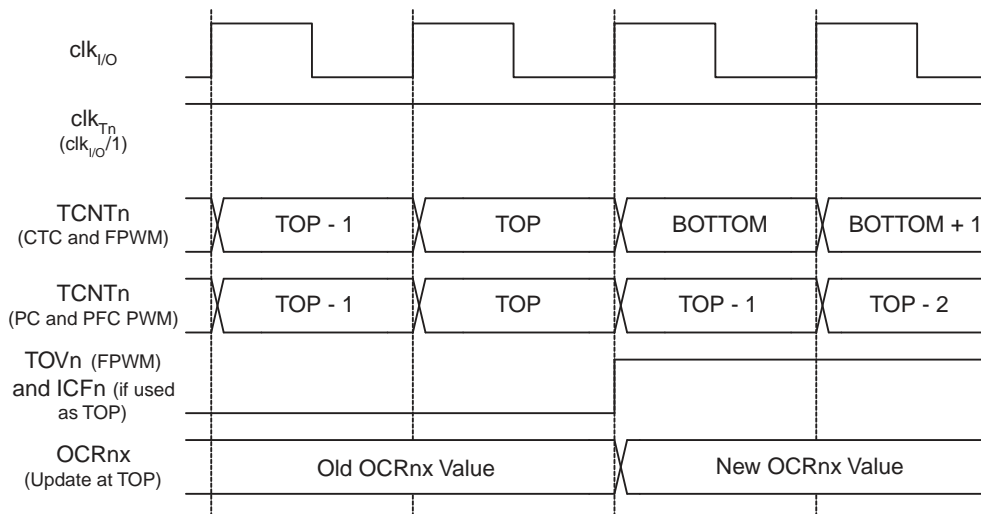 clkI/O
clkTn
(clkI/O/1)
TCNTn
(CTC and FPWM)
TOP - 1
TOP
BOTTOM
BOTTOM + 1
TCNTn
(PC and PFC PWM)
TOP - 1
TOP
TOP - 1
TOP - 2
TOVn (FPWM)
and ICFn (if used
as TOP)
OCRnx
(Update at TOP)
Old OCRnx Value
New OCRnx Value